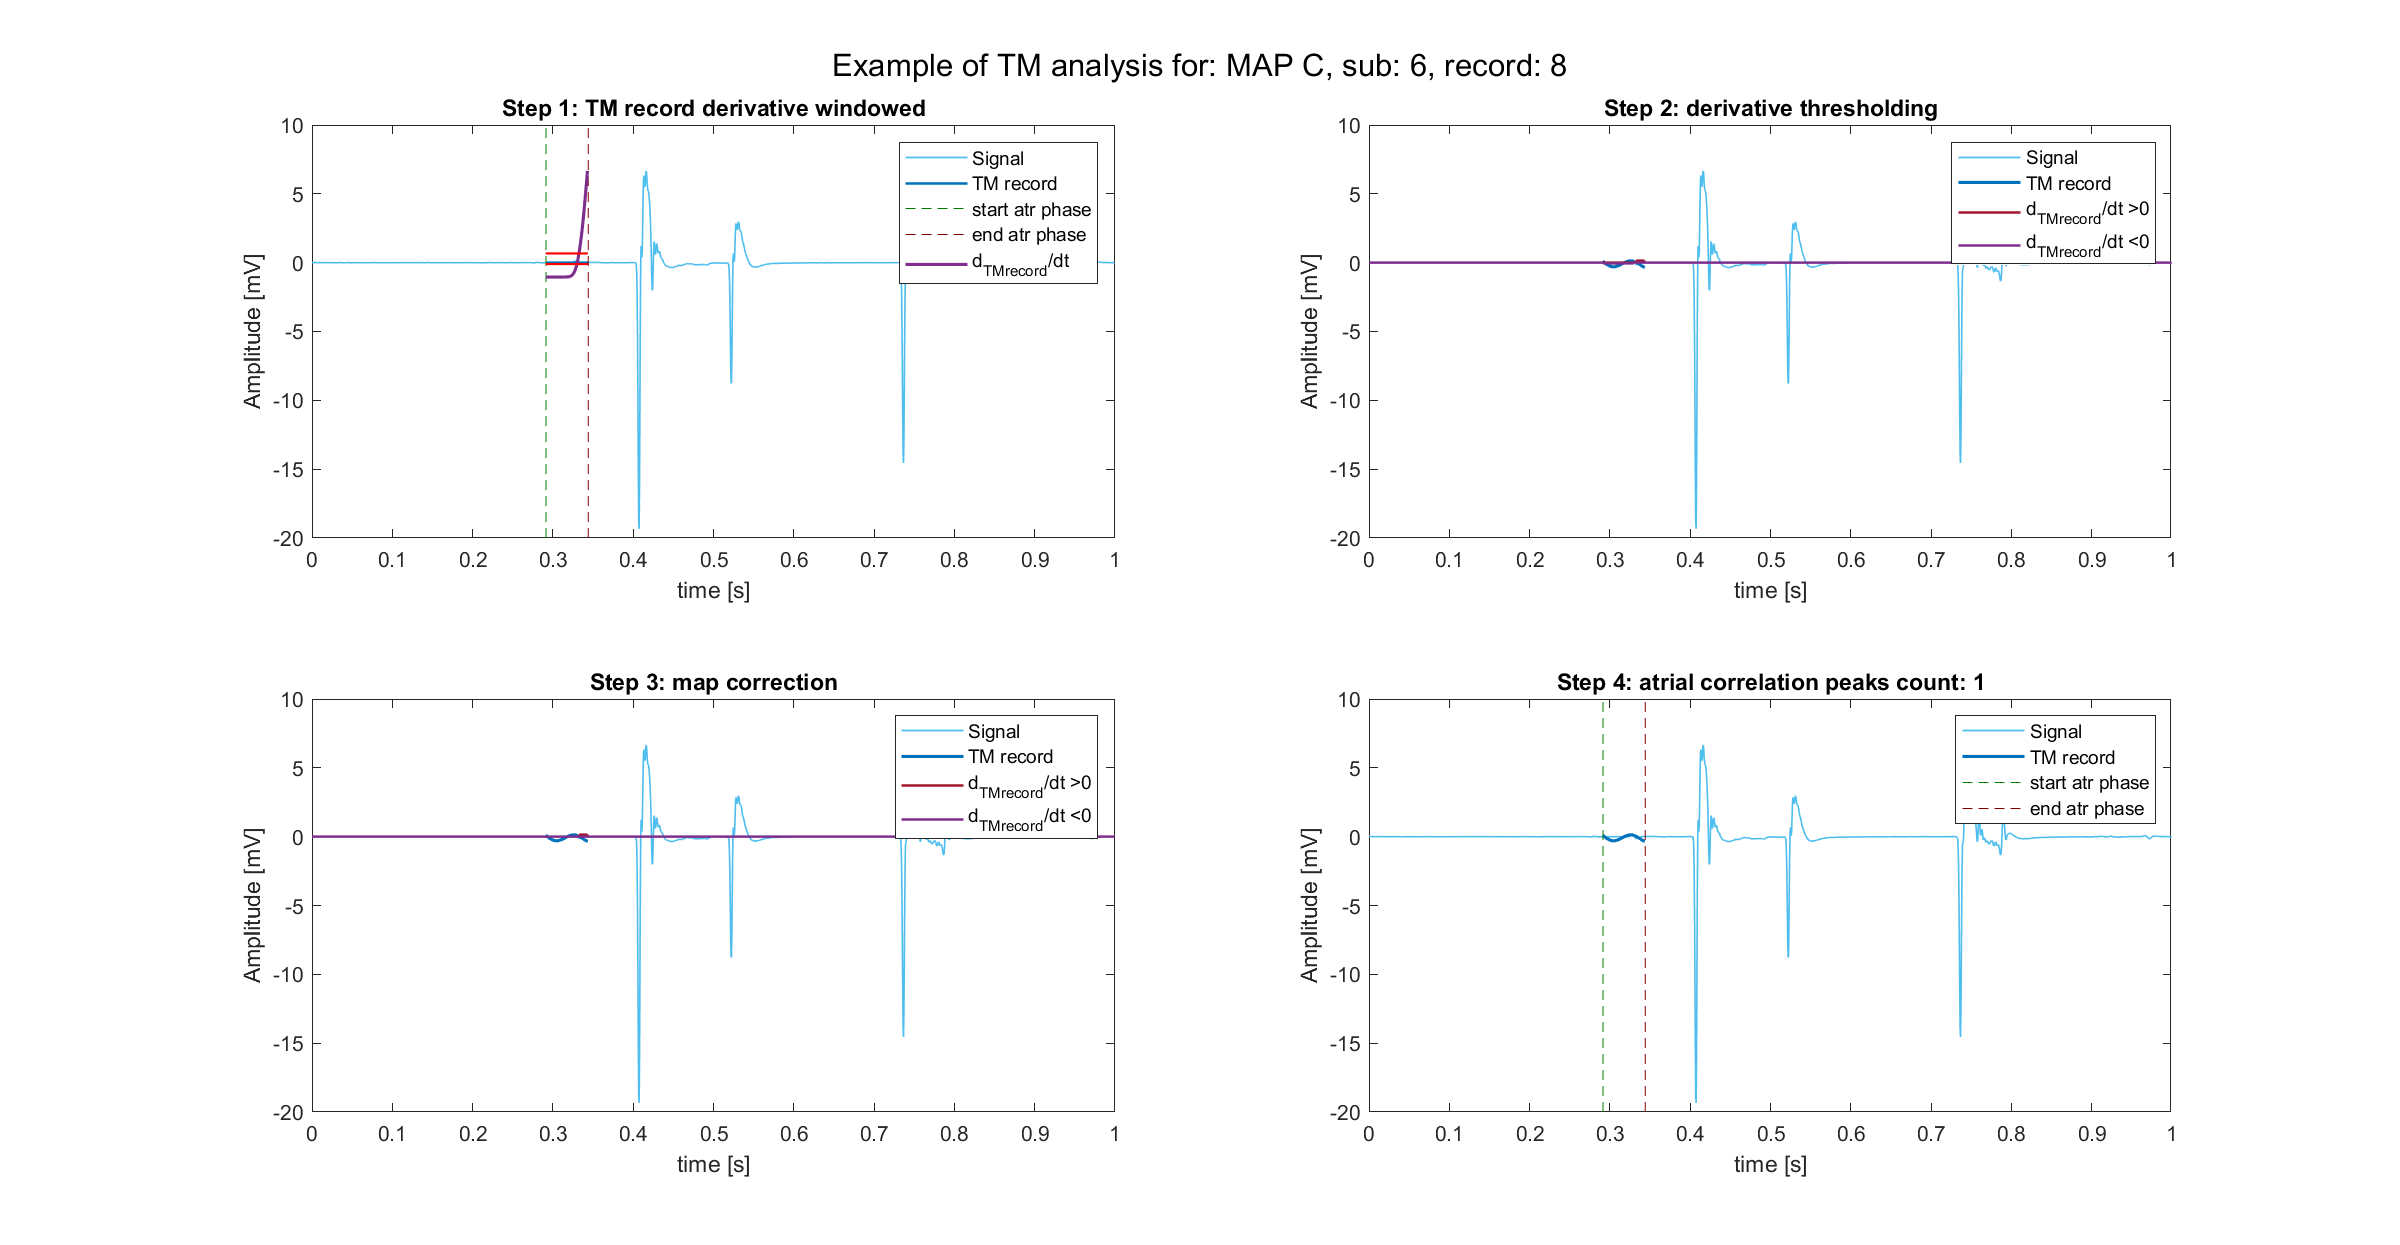 Example of TM analysis for: MAP C, sub: 6, record: 8
Step 1: TM record derivative windowed
10
5
0
-5
-10
-15
-20
Amplitude [mV]
0 0.1 0.2 0.3 0.4 0.5 0.6 0.7 0.8 0.9 1
time [s]
Signal
TM record
start atr phase
end atr phase
dTMrecord/dt
Step 2: derivative thresholding
10
5
0
-5
-10
-15
-20
Amplitude [mV]
0 0.1 0.2 0.3 0.4 0.5 0.6 0.7 0.8 0.9 1
time [s]
Signal
TM record
dTMrecord/dt >0
dTMrecord/dt <0
Step 3: map correction
10
5
0
-5
-10
-15
-20
Amplitude [mV]
0 0.1 0.2 0.3 0.4 0.5 0.6 0.7 0.8 0.9 1
time [s]
Signal
TM record
dTMrecord/dt >0
dTMrecord/dt <0
Step 4: atrial correlation peaks count: 1
10
5
0
-5
-10
-15
-20
Amplitude [mV]
0 0.1 0.2 0.3 0.4 0.5 0.6 0.7 0.8 0.9 1
time [s]
Signal
TM record
start atr phase
end atr phase